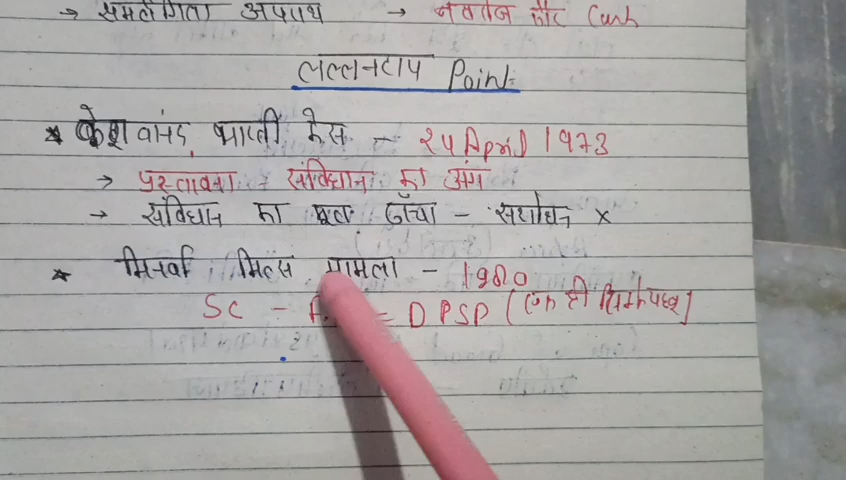 → समलैंगिता अपराध → नवतेज कौर Case
लल्लनटाप Point
* केशवानंद भारती केस - 24 April 1973
→ प्रस्तावना - संविधान का अंग
→ संविधान का मूल ढाँचा - संशोधन ×
* मिनर्वा मिल्स मामला - 1980
SC - = DPSP (एक ही सिक्के